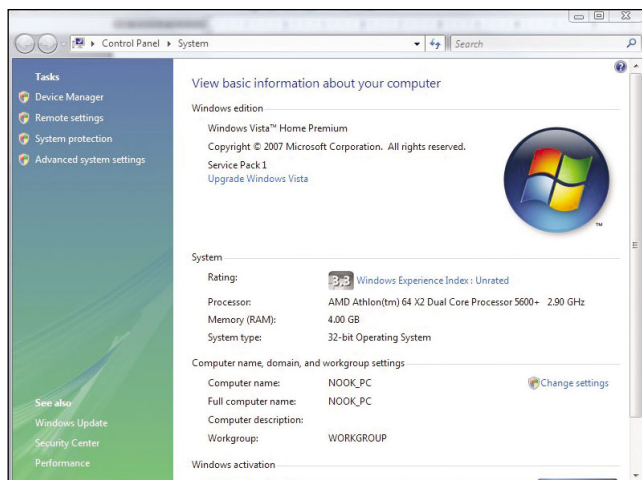 Control Panel ▸ System
Search
Tasks
Device Manager
Remote settings
System protection
Advanced system settings
See also
Windows Update
Security Center
Performance
View basic information about your computer
Windows edition
Windows Vista™ Home Premium
Copyright © 2007 Microsoft Corporation. All rights reserved.
Service Pack 1
Upgrade Windows Vista
TM
System
Rating: 3,3 Windows Experience Index : Unrated
Processor: AMD Athlon(tm) 64 X2 Dual Core Processor 5600+ 2.90 GHz
Memory (RAM): 4.00 GB
System type: 32-bit Operating System
Computer name, domain, and workgroup settings
Computer name: NOOK_PC Change settings
Full computer name: NOOK_PC
Computer description:
Workgroup: WORKGROUP
Windows activation